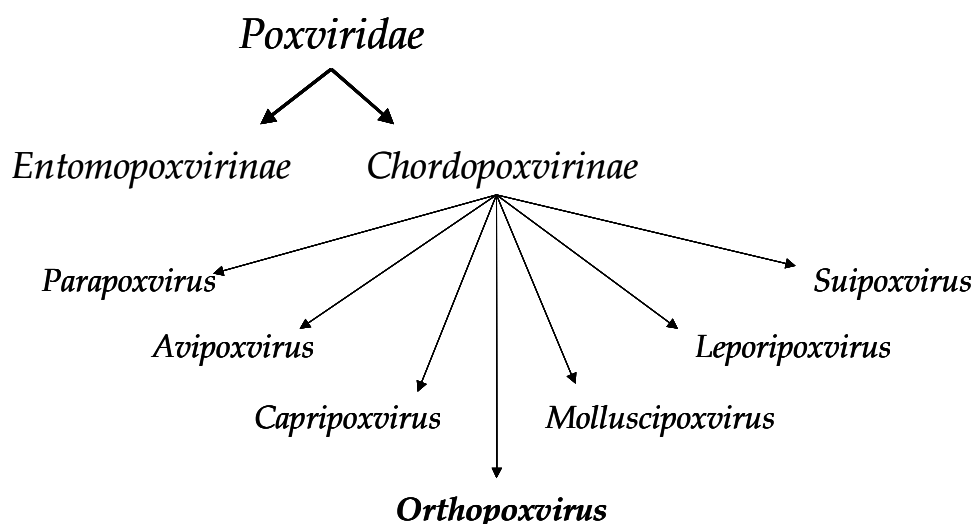 Poxviridae
Entomopoxvirinae Chordopoxvirinae
Parapoxvirus Suipoxvirus
Avipoxvirus Leporipoxvirus
Capripoxvirus Molluscipoxvirus
Orthopoxvirus